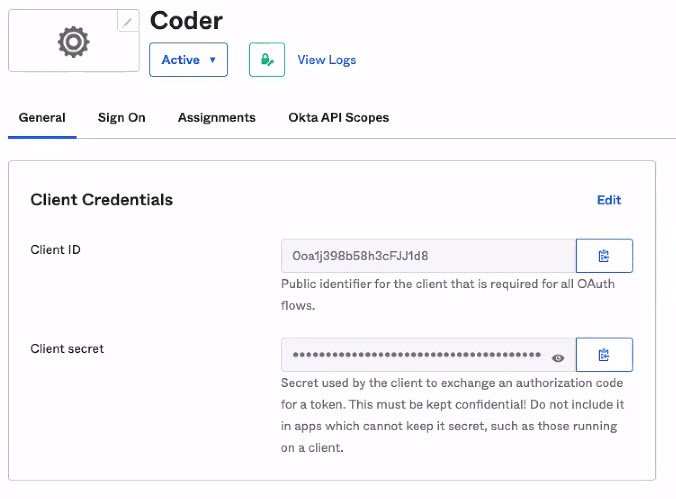 Coder
Active
View Logs
General Sign On Assignments Okta API Scopes
Client Credentials
Edit
Client ID
0oa1j398b58h3cFJJ1d8
Public identifier for the client that is required for all OAuth
flows.
Client secret
••••••••••••••••••••••••••••••••••••••••
Secret used by the client to exchange an authorization code
for a token. This must be kept confidential! Do not include it
in apps which cannot keep it secret, such as those running
on a client.